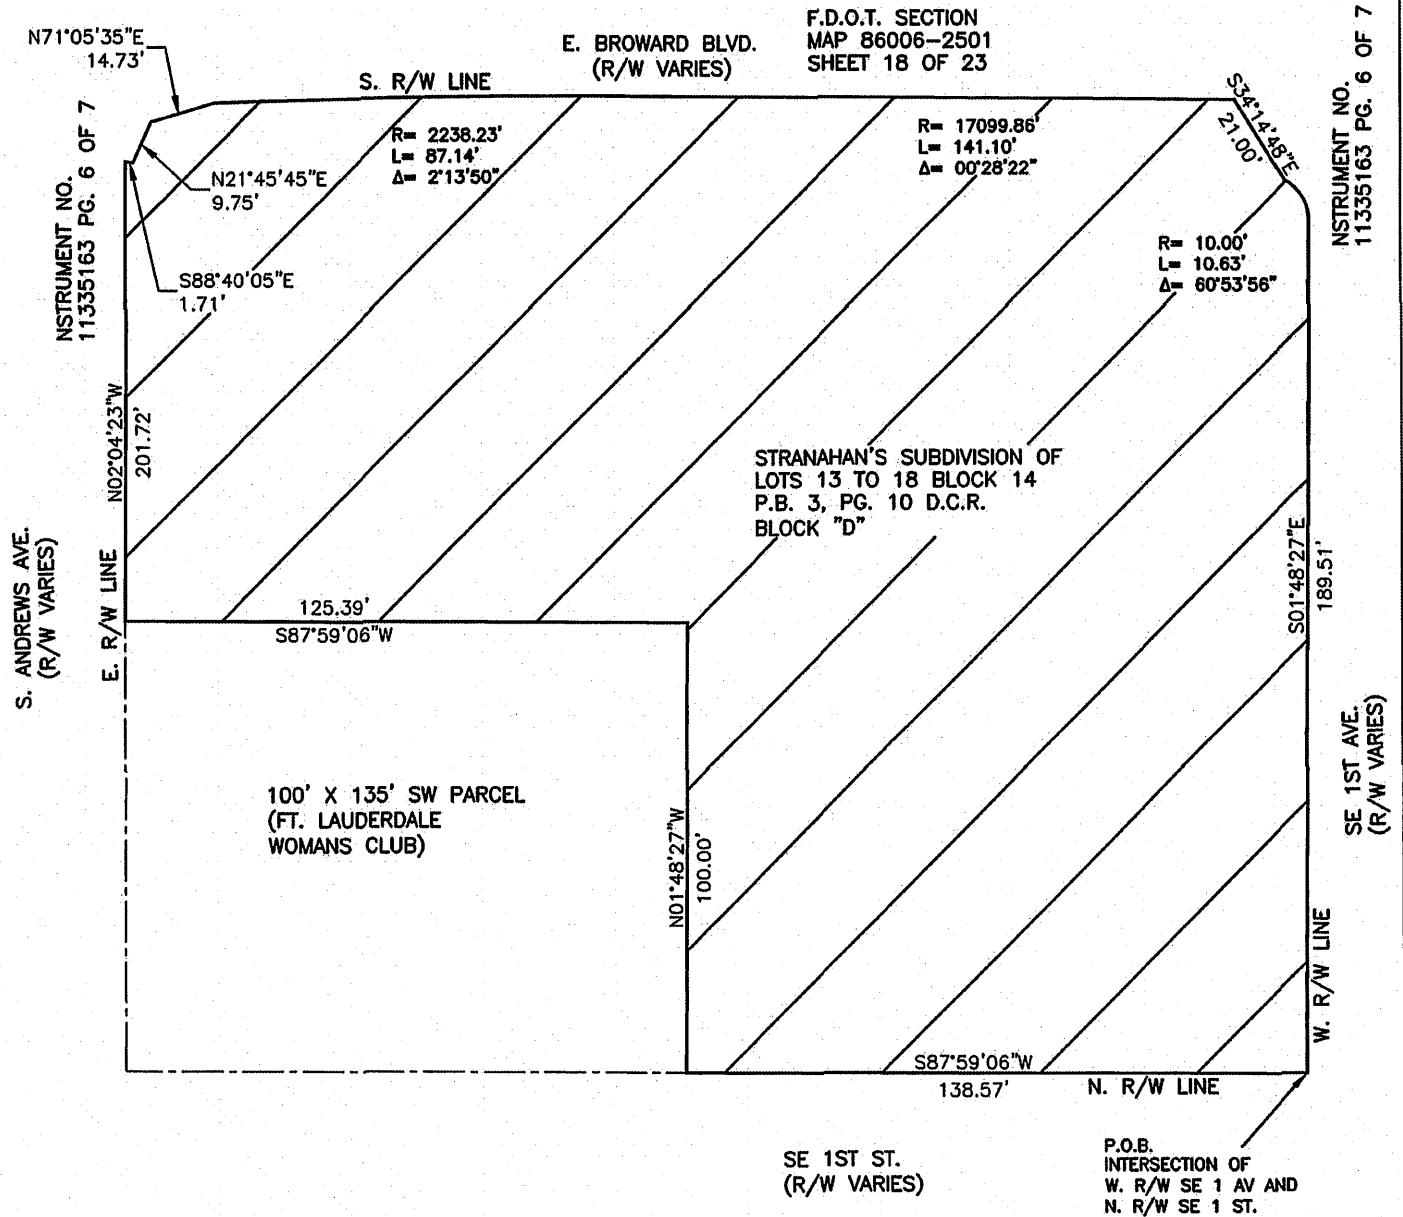 F.D.O.T. SECTION
MAP 86006-2501
SHEET 18 OF 23
E. BROWARD BLVD.
(R/W VARIES)
S. R/W LINE
N71°05'35"E
14.73'
NSTRUMENT NO.
11335163 PG. 6 OF 7
N21°45'45"E
9.75'
S88°40'05"E
1.71'
R= 2238.23'
L= 87.14'
Δ= 2°13'50"
R= 17099.86'
L= 141.10'
Δ= 00°28'22"
S34°14'48"E
21.00'
NSTRUMENT NO.
11335163 PG. 6 OF 7
R= 10.00'
L= 10.63'
Δ= 60°53'56"
N02°04'23"W
201.72'
STRANAHAN'S SUBDIVISION OF
LOTS 13 TO 18 BLOCK 14
P.B. 3, PG. 10 D.C.R.
BLOCK "D"
S. ANDREWS AVE.
(R/W VARIES)
E. R/W LINE
125.39'
S87°59'06"W
S01°48'27"E
189.51'
100' X 135' SW PARCEL
(FT. LAUDERDALE
WOMANS CLUB)
N01°48'27"W
100.00'
SE 1ST AVE.
(R/W VARIES)
W. R/W LINE
S87°59'06"W
138.57'
N. R/W LINE
SE 1ST ST.
(R/W VARIES)
P.O.B.
INTERSECTION OF
W. R/W SE 1 AV AND
N. R/W SE 1 ST.